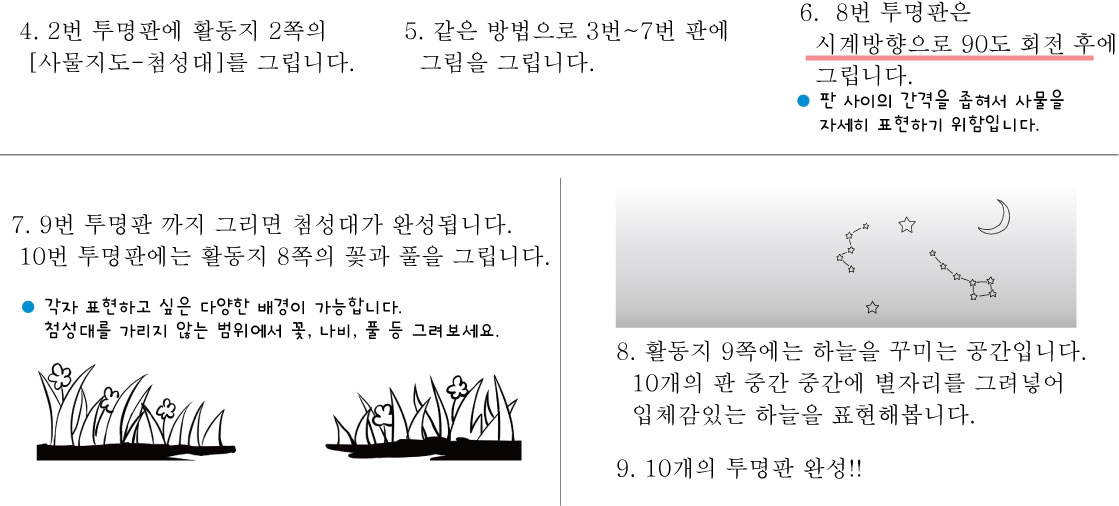 4. 2번 투명판에 활동지 2쪽의
[사물지도-첨성대]를 그립니다.
5. 같은 방법으로 3번~7번 판에
그림을 그립니다.
6. 8번 투명판은
시계방향으로 90도 회전 후에
그립니다.
판 사이의 간격을 좁혀서 사물을
자세히 표현하기 위함입니다.
7. 9번 투명판 까지 그리면 첨성대가 완성됩니다.
10번 투명판에는 활동지 8쪽의 꽃과 풀을 그립니다.
각자 표현하고 싶은 다양한 배경이 가능합니다.
첨성대를 가리지 않는 범위에서 꽃, 나비, 풀 등 그려보세요.
8. 활동지 9쪽에는 하늘을 꾸미는 공간입니다.
10개의 판 중간 중간에 별자리를 그려넣어
입체감있는 하늘을 표현해봅니다.
9. 10개의 투명판 완성!!